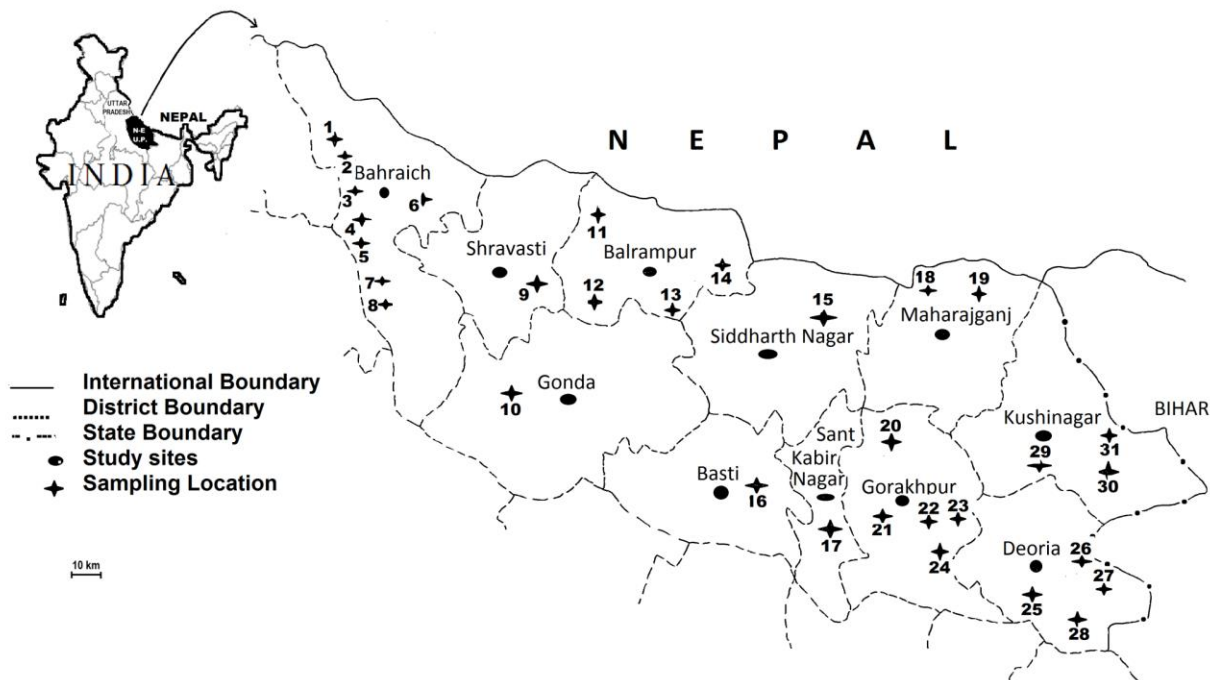 UTTAR
PRADESH
NEPAL
N-E
U.P.
INDIA
N E P A L
1
2
Bahraich
3
6
4
5
7
8
Shravasti
9
11
Balrampur
12
13
14
15
Siddharth Nagar
18
19
Maharajganj
Gonda
10
Kushinagar
BIHAR
31
29
30
20
Sant
Kabir
Nagar
Basti
16
17
Gorakhpur
21
22
23
24
Deoria
26
27
25
28
International Boundary
District Boundary
State Boundary
Study sites
Sampling Location
10 km